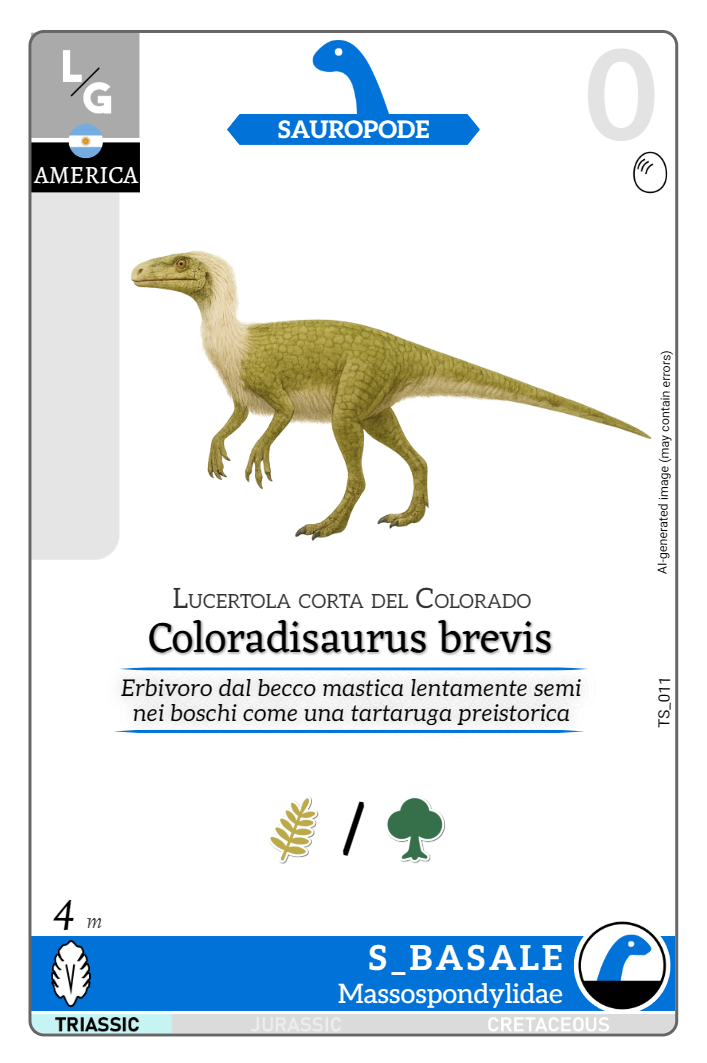 L/G
SAUROPODE
0
AMERICA
AI-generated image (may contain errors)
Lucertola corta del Colorado
Coloradisaurus brevis
Erbivoro dal becco mastica lentamente semi
nei boschi come una tartaruga preistorica
TS_011
/
4 m
S_BASALE
Massospondylidae
TRIASSIC JURASSIC CRETACEOUS